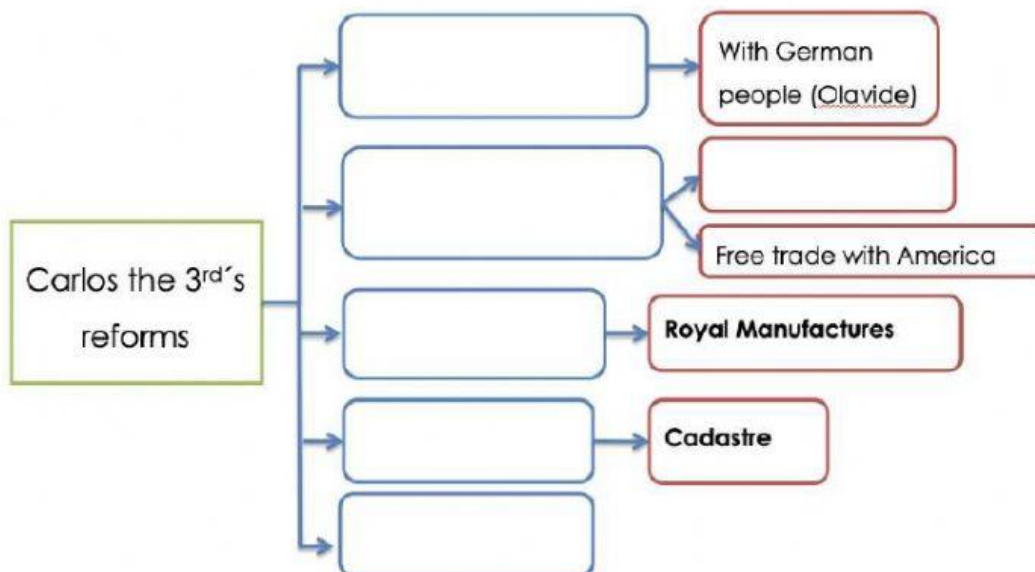 With German
people (Olavide)
Free trade with America
Carlos the 3rd´s
reforms
Royal Manufactures
Cadastre